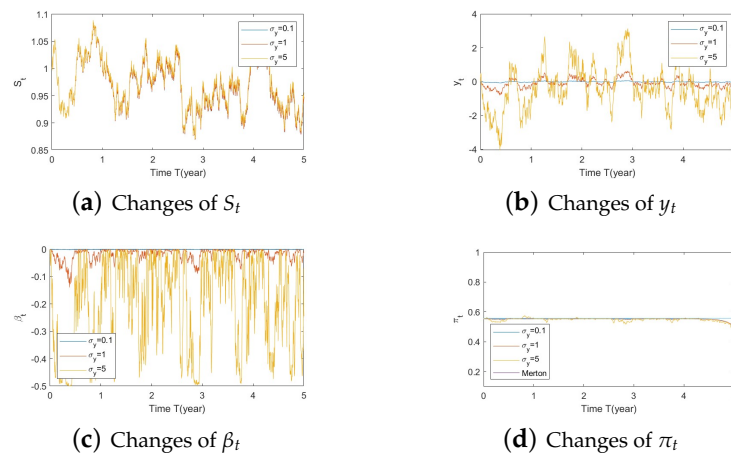 1.1
1.05
1
0.95
0.9
0.85
S_t
σ_y=0.1
σ_y=1
σ_y=5
0 1 2 3 4 5
Time T(year)
(a) Changes of S_t
4
2
0
-2
-4
y_t
σ_y=0.1
σ_y=1
σ_y=5
0 1 2 3 4
Time T(year)
(b) Changes of y_t
0
-0.1
-0.2
-0.3
-0.4
-0.5
β_t
σ_y=0.1
σ_y=1
σ_y=5
0 1 2 3 4 5
Time T(year)
(c) Changes of β_t
1
0.8
0.6
0.4
0.2
π_t
σ_y=0.1
σ_y=1
σ_y=5
Merton
0 1 2 3 4 5
Time T(year)
(d) Changes of π_t